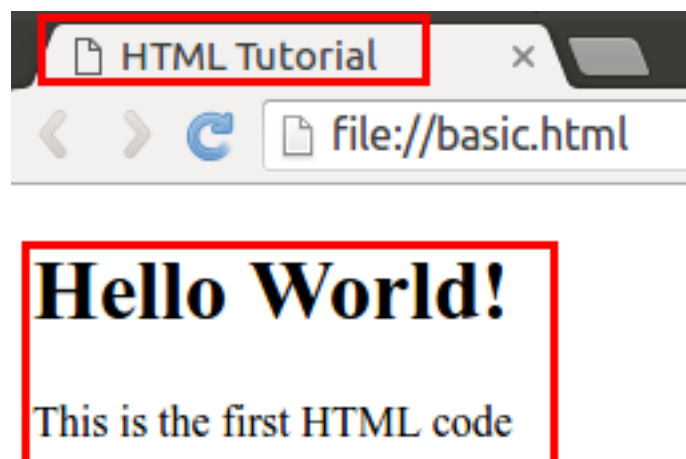 HTML Tutorial
file://basic.html
Hello World!
This is the first HTML code